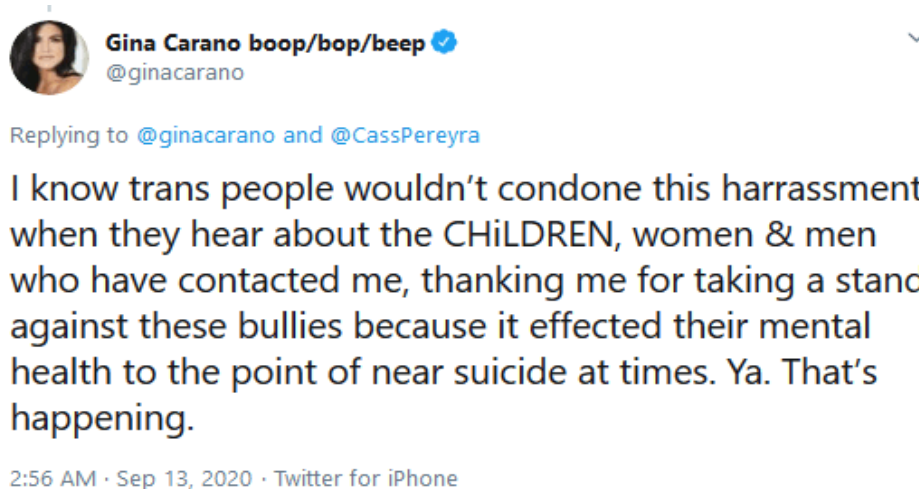 Gina Carano boop/bop/beep
@ginacarano
Replying to @ginacarano and @CassPereyra
I know trans people wouldn't condone this harrassment
when they hear about the CHiLDREN, women & men
who have contacted me, thanking me for taking a stand
against these bullies because it effected their mental
health to the point of near suicide at times. Ya. That's
happening.
2:56 AM · Sep 13, 2020 · Twitter for iPhone